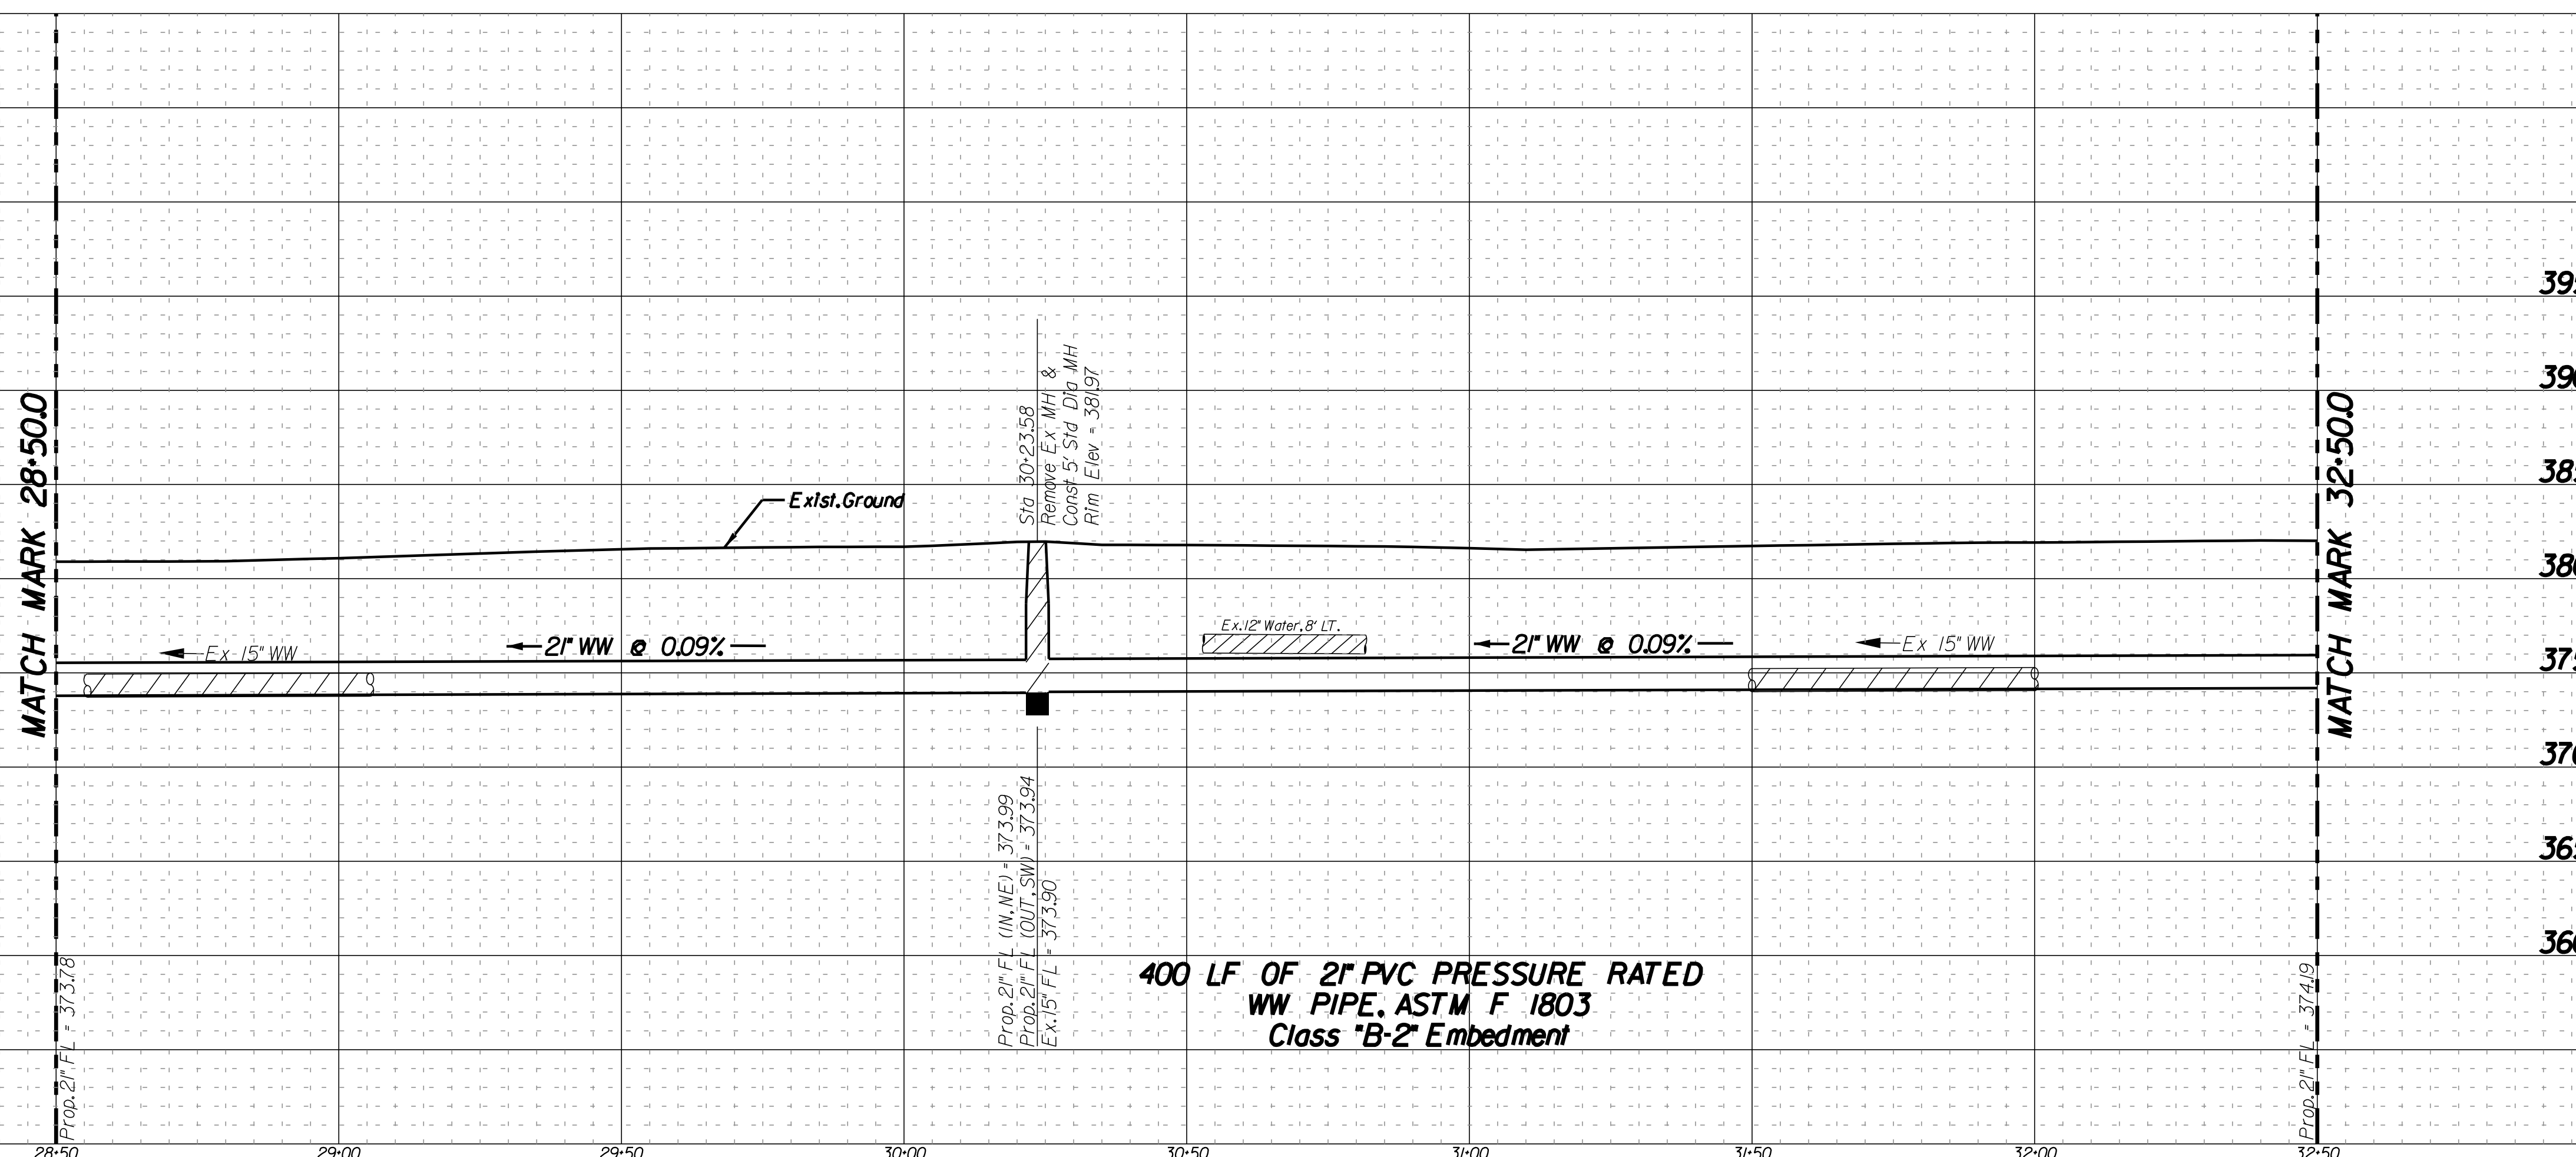 MATCH MARK 28+50.0
MATCH MARK 32+50.0
Sta 30+23.58
Remove Ex MH &
Const 5' Std Dia MH
Rim Elev = 381.97
Exist. Ground
Ex 15" WW
21" WW @ 0.09%
Ex. 12" Water, 8' LT.
21" WW @ 0.09%
Ex 15" WW
Prop. 21" FL = 373.78
Prop. 21" FL (IN, NE) = 373.99
Prop. 21" FL (OUT, SW) = 373.94
Ex. 15" FL = 373.90
400 LF OF 21" PVC PRESSURE RATED
WW PIPE, ASTM F 1803
Class "B-2" Embedment
Prop. 21" FL = 374.19
28+50 29+00 29+50 30+00 30+50 31+00 31+50 32+00 32+50